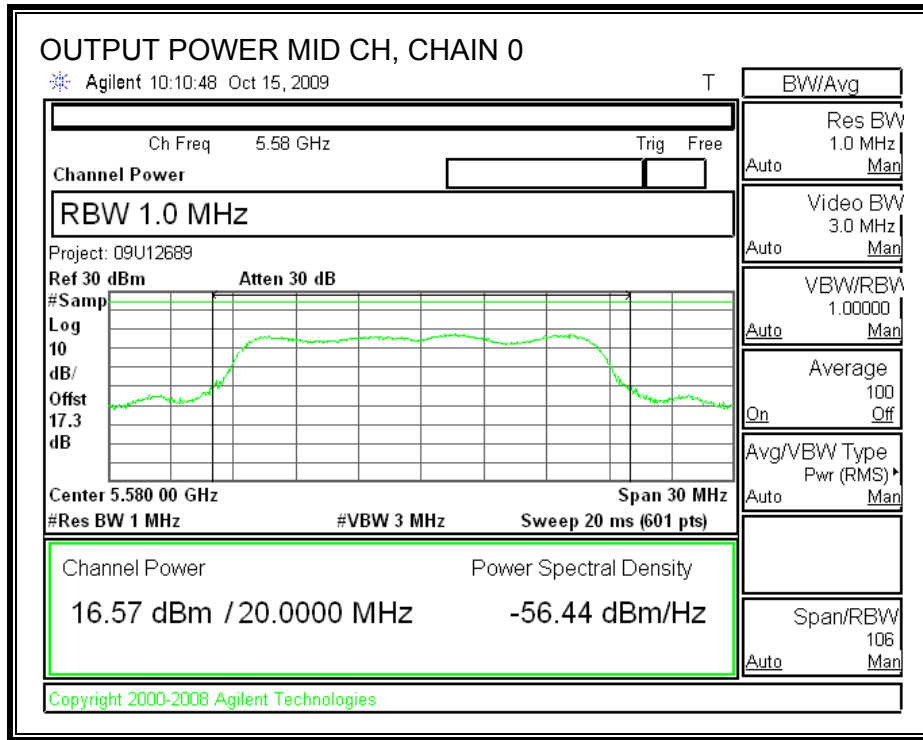 OUTPUT POWER MID CH, CHAIN 0
Agilent 10:10:48 Oct 15, 2009 T
Ch Freq 5.58 GHz Trig Free
Channel Power
RBW 1.0 MHz
Project: 09U12689
Ref 30 dBm Atten 30 dB
#Samp
Log
10
dB/
Offst
17.3
dB
Center 5.580 00 GHz Span 30 MHz
#Res BW 1 MHz #VBW 3 MHz Sweep 20 ms (601 pts)
Channel Power Power Spectral Density
16.57 dBm / 20.0000 MHz -56.44 dBm/Hz
Copyright 2000-2008 Agilent Technologies
BW/Avg
Res BW
1.0 MHz
Auto Man
Video BW
3.0 MHz
Auto Man
VBW/RBW
1.00000
Auto Man
Average
100
On Off
Avg/VBW Type
Pwr (RMS)
Auto Man
Span/RBW
106
Auto Man